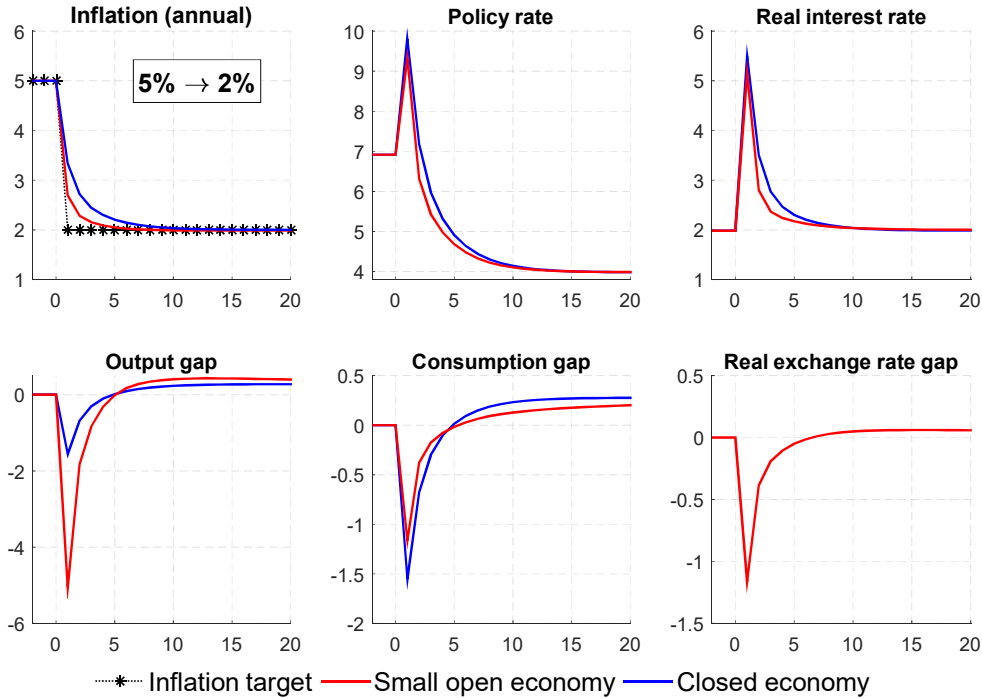 Inflation (annual)
Policy rate
Real interest rate
6
5
4
3
2
1
5% → 2%
0 5 10 15 20
10
9
8
7
6
5
4
0 5 10 15 20
6
5
4
3
2
1
0 5 10 15 20
Output gap
Consumption gap
Real exchange rate gap
0
-2
-4
-6
0 5 10 15 20
0.5
0
-0.5
-1
-1.5
-2
0 5 10 15 20
0.5
0
-0.5
-1
-1.5
0 5 10 15 20
Inflation target Small open economy Closed economy